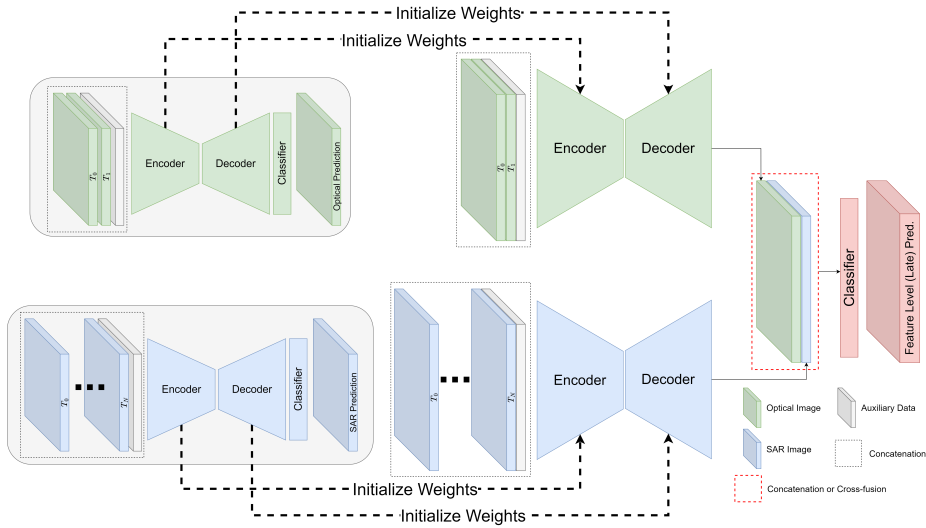 Initialize Weights
Initialize Weights
T0
T1
Encoder
Decoder
Classifier
Optical Prediction
T0
T1
Encoder
Decoder
Classifier
Feature Level (Late) Pred.
T0
TN
Encoder
Decoder
Classifier
SAR Prediction
T0
TN
Encoder
Decoder
Initialize Weights
Initialize Weights
Optical Image
Auxiliary Data
SAR Image
Concatenation
Concatenation or Cross-fusion